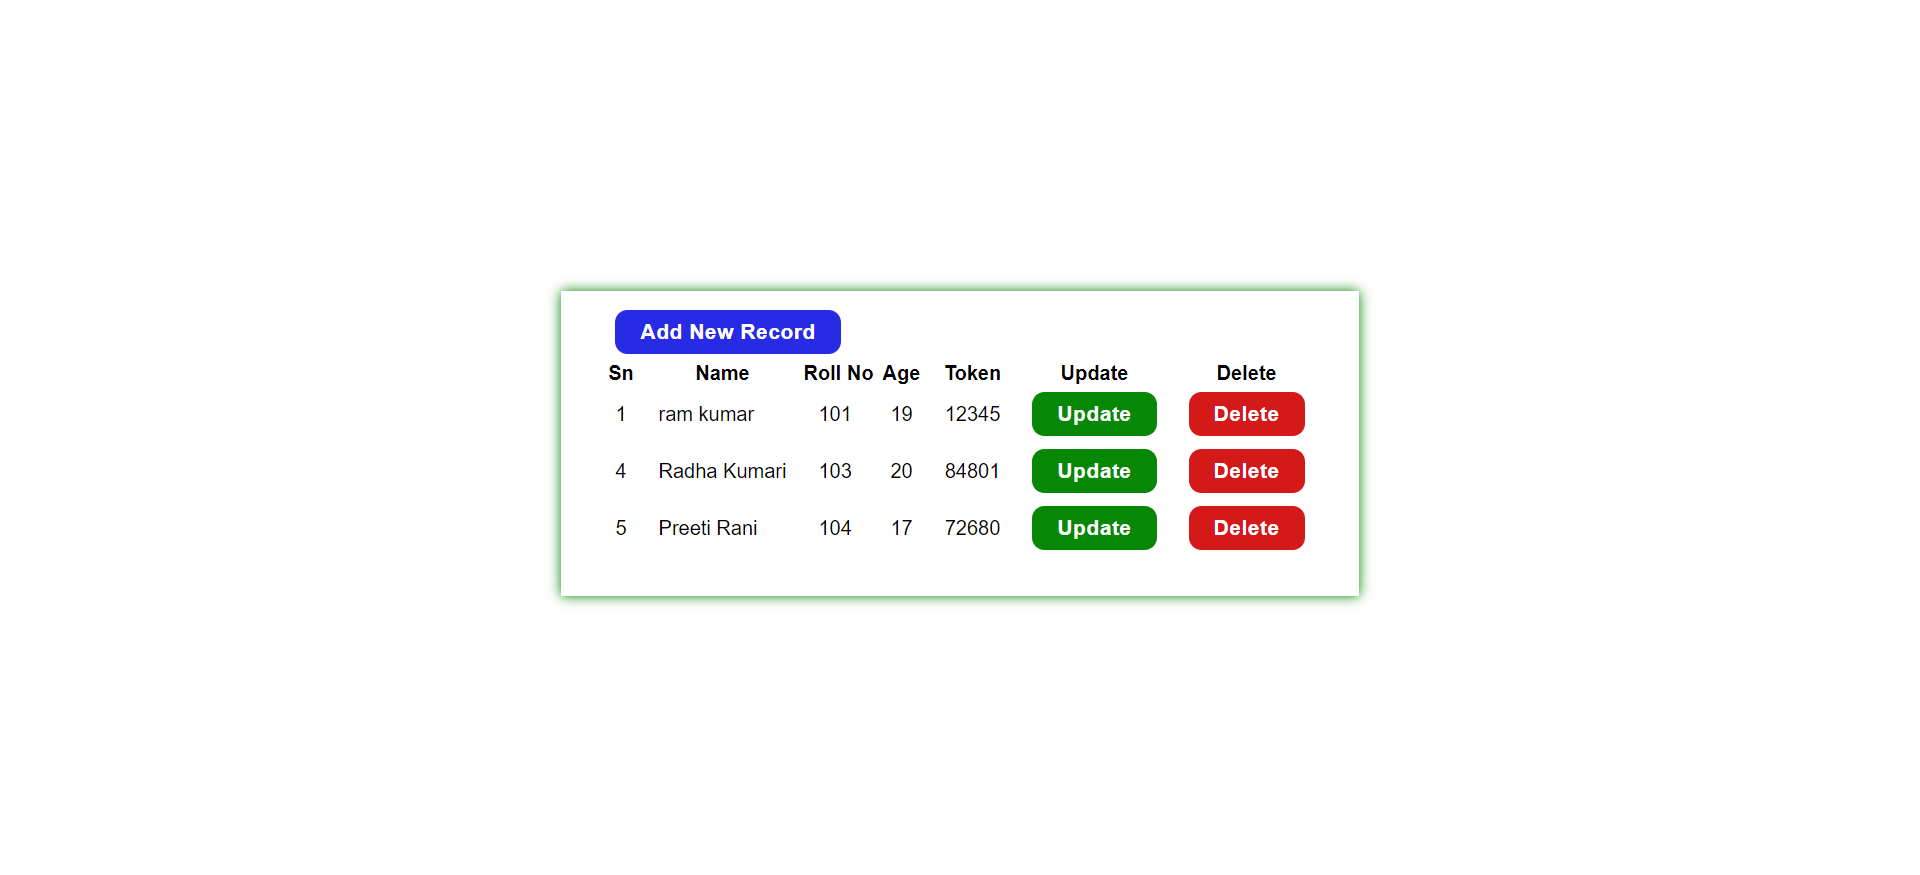 Add New Record
Sn Name Roll No Age Token Update Delete
1 ram kumar 101 19 12345 Update Delete
4 Radha Kumari 103 20 84801 Update Delete
5 Preeti Rani 104 17 72680 Update Delete